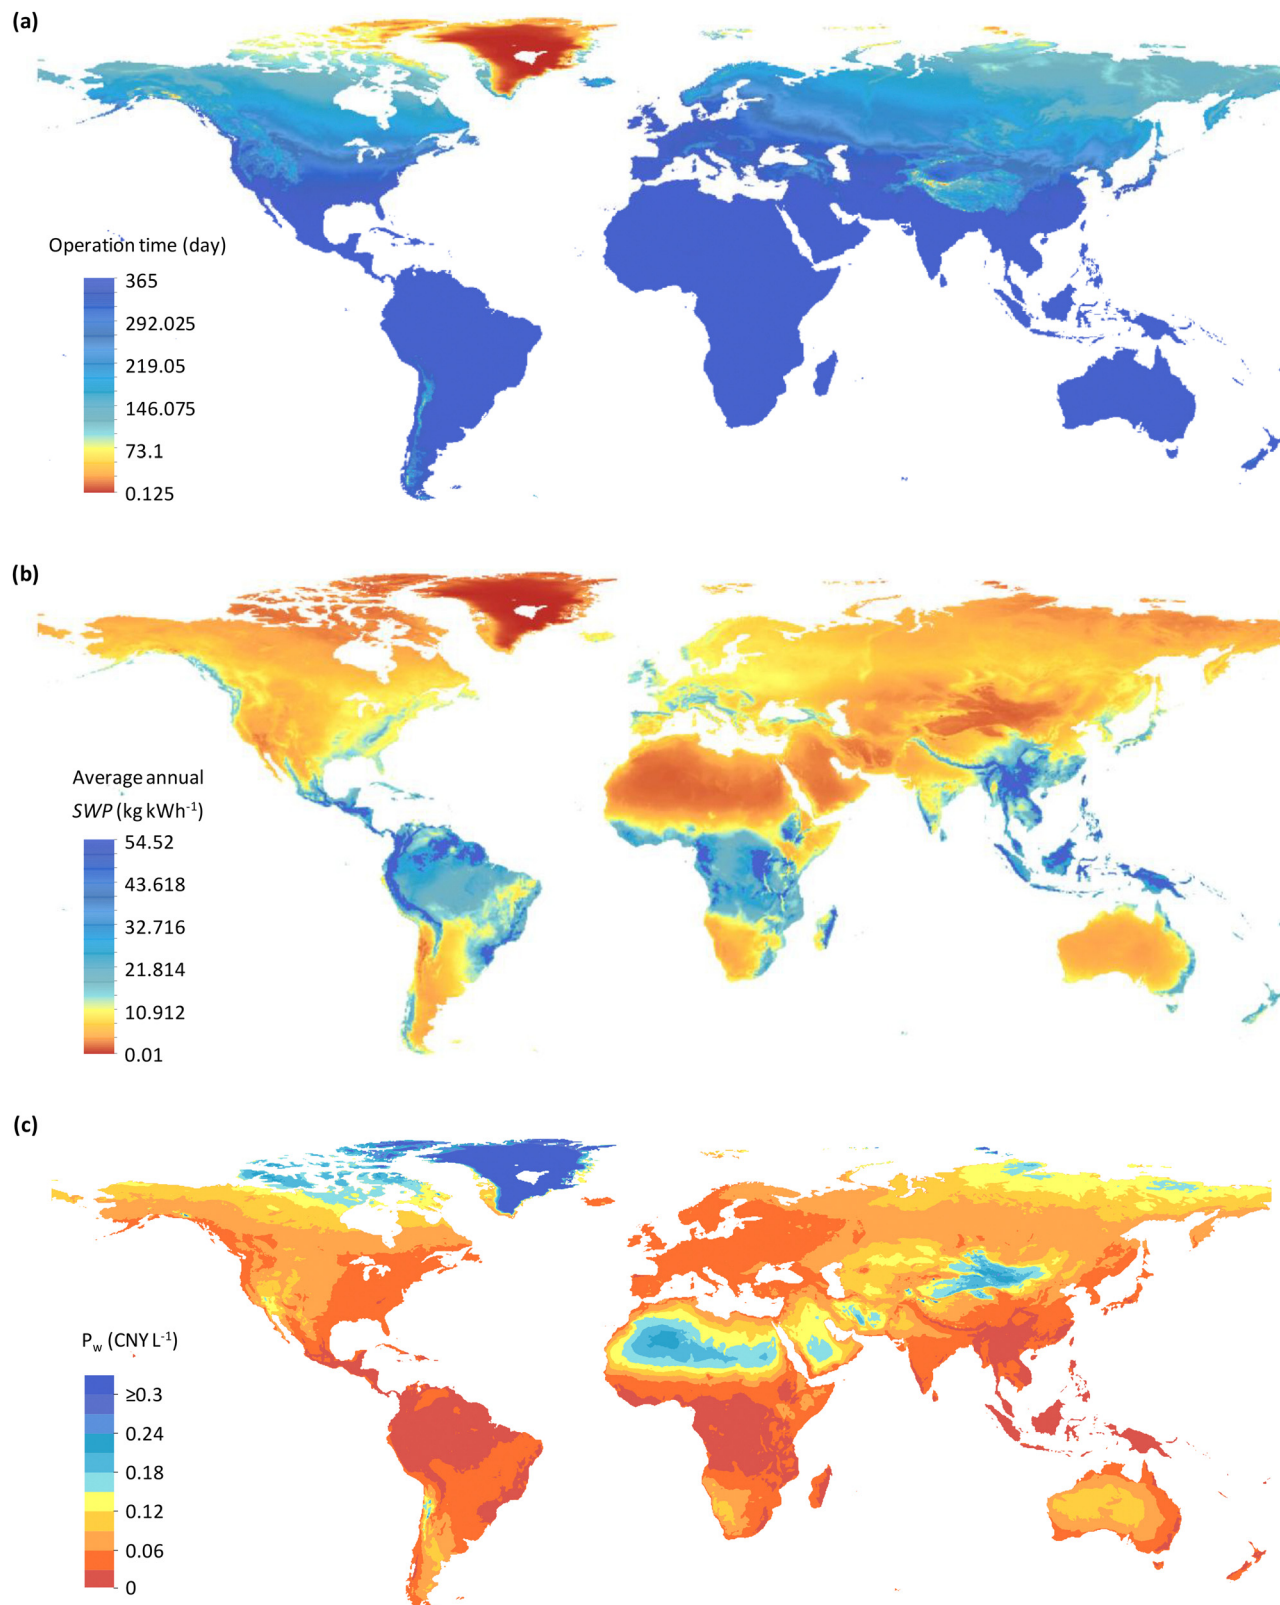 (a)
Operation time (day)
365
292.025
219.05
146.075
73.1
0.125
(b)
Average annual
SWP (kg kWh⁻¹)
54.52
43.618
32.716
21.814
10.912
0.01
(c)
P_w (CNY L⁻¹)
≥0.3
0.24
0.18
0.12
0.06
0